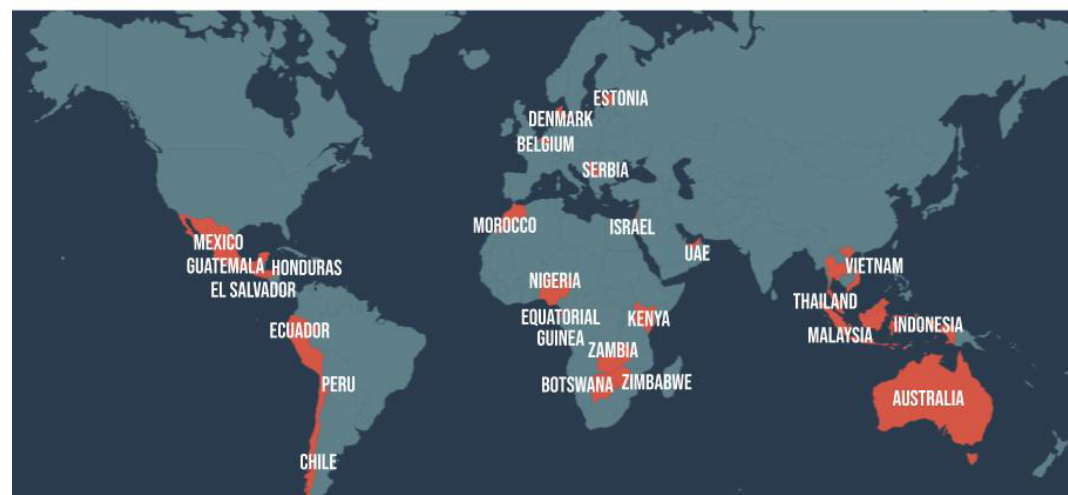 ESTONIA
DENMARK
BELGIUM
SERBIA
MOROCCO
ISRAEL
UAE
MEXICO
GUATEMALA
HONDURAS
EL SALVADOR
NIGERIA
EQUATORIAL
GUINEA
KENYA
VIETNAM
THAILAND
MALAYSIA
INDONESIA
ECUADOR
ZAMBIA
PERU
BOTSWANA
ZIMBABWE
AUSTRALIA
CHILE